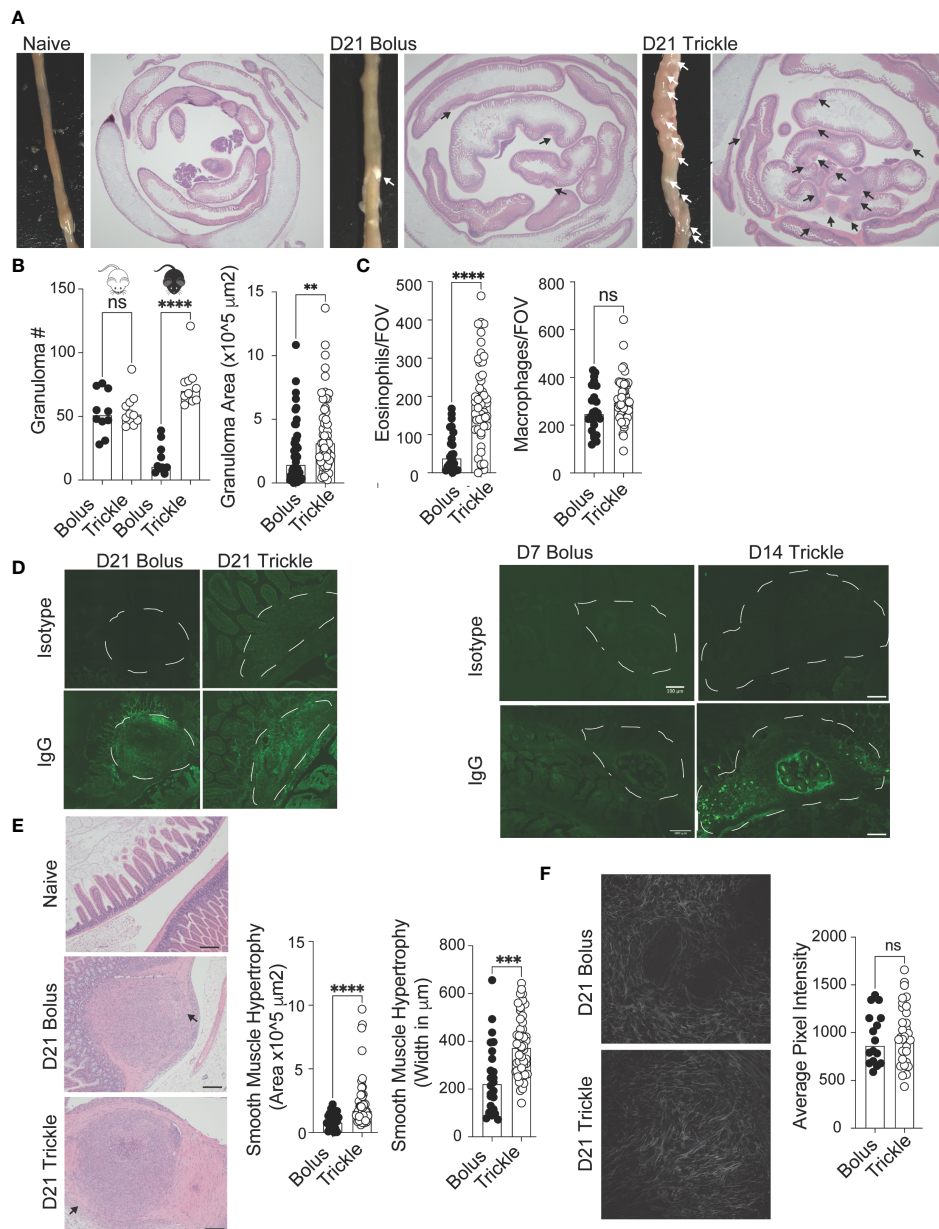 A
Naive
D21 Bolus
D21 Trickle
B
ns
****
Granuloma #
150
100
50
0
Bolus
Trickle
Bolus
Trickle
**
Granuloma Area (x10^5 μm2)
15
10
5
0
Bolus
Trickle
C
****
Eosinophils/FOV
500
400
300
200
100
0
Bolus
Trickle
ns
Macrophages/FOV
800
600
400
200
0
Bolus
Trickle
D
D21 Bolus
D21 Trickle
Isotype
IgG
D7 Bolus
D14 Trickle
Isotype
100 μm
IgG
E
Naive
D21 Bolus
D21 Trickle
****
Smooth Muscle Hypertrophy
(Area x10^5 μm2)
15
10
5
0
Bolus
Trickle
***
Smooth Muscle Hypertrophy
(Width in μm)
800
600
400
200
0
Bolus
Trickle
F
D21 Bolus
D21 Trickle
ns
Average Pixel Intensity
2000
1500
1000
500
0
Bolus
Trickle